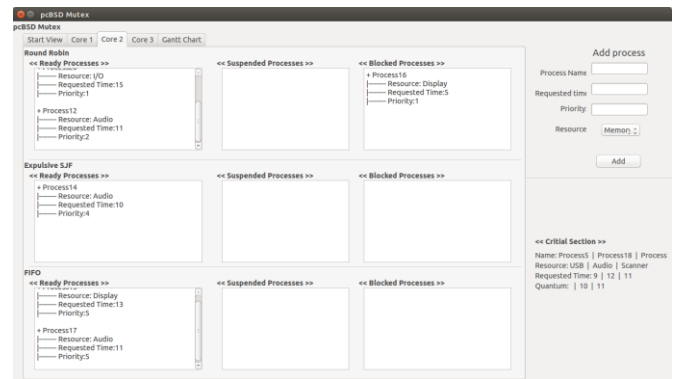 pcBSD Mutex
pcBSD Mutex
Start View Core 1 Core 2 Core 3 Gantt Chart
Round Robin
<< Ready Processes >>
Resource: I/O
Requested Time:15
Priority:1
+ Process12
Resource: Audio
Requested Time:11
Priority:2
<< Suspended Processes >>
<< Blocked Processes >>
+ Process16
Resource: Display
Requested Time:5
Priority:1
Expulsive SJF
<< Ready Processes >>
+ Process14
Resource: Audio
Requested Time:10
Priority:4
<< Suspended Processes >>
<< Blocked Processes >>
FIFO
<< Ready Processes >>
Resource: Display
Requested Time:13
Priority:5
+ Process17
Resource: Audio
Requested Time:11
Priority:5
<< Suspended Processes >>
<< Blocked Processes >>
Add process
Process Name
Requested time
Priority
Resource Memory
Add
<< Critial Section >>
Name: Process5 | Process18 | Process
Resource: USB | Audio | Scanner
Requested Time: 9 | 12 | 11
Quantum: | 10 | 11